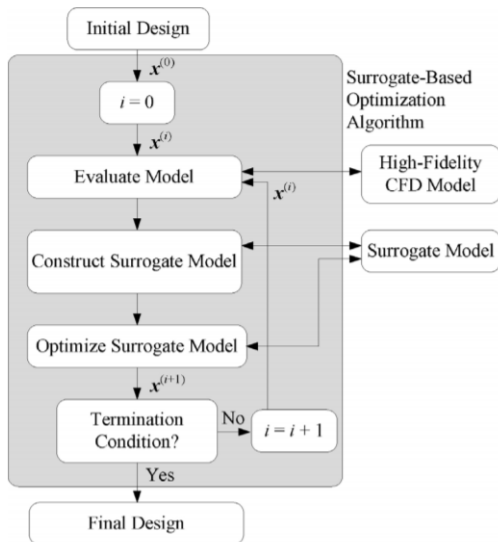 Initial Design
x^(0)
Surrogate-Based
Optimization
Algorithm
i = 0
x^(i)
Evaluate Model
High-Fidelity
CFD Model
x^(i)
Construct Surrogate Model
Surrogate Model
Optimize Surrogate Model
x^(i+1)
Termination
Condition?
No
i = i + 1
Yes
Final Design